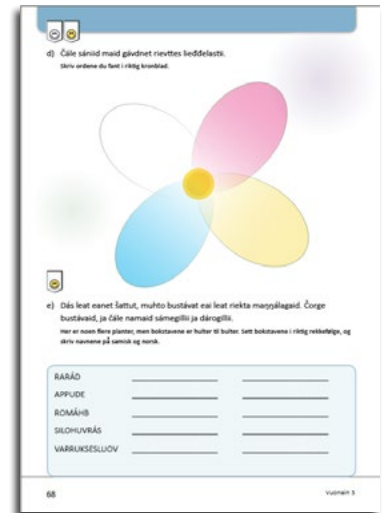 d) Čále sániid maid gávdnet rievttes lieđđelastii.
Skriv ordene du fant i riktig kronblad.
e) Dás leat eanet šattut, muhto bustávat eai leat riekta maŋŋálagaid. Čorge
bustávaid, ja čále namaid sámegillii ja dárogillii.
Her er noen flere planter, men bokstavene er hulter til bulter. Sett bokstavene i riktig rekkefølge, og
skriv navnene på samisk og norsk.
RARÁD
APPUDE
ROMÁHB
SILOHUVRÁS
VARRUKSESLUOV
68
Vuomain 3